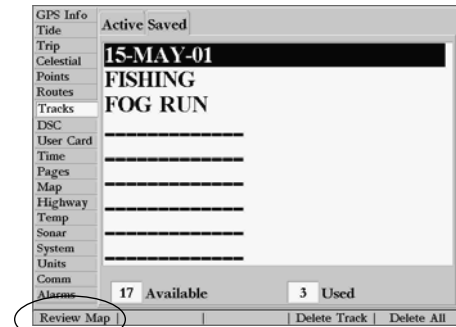 GPS Info
Tide
Trip
Celestial
Points
Routes
Tracks
DSC
User Card
Time
Pages
Map
Highway
Temp
Sonar
System
Units
Comm
Alarms
Active Saved
15-MAY-01
FISHING
FOG RUN
17 Available 3 Used
Review Map | | | Delete Track | Delete All